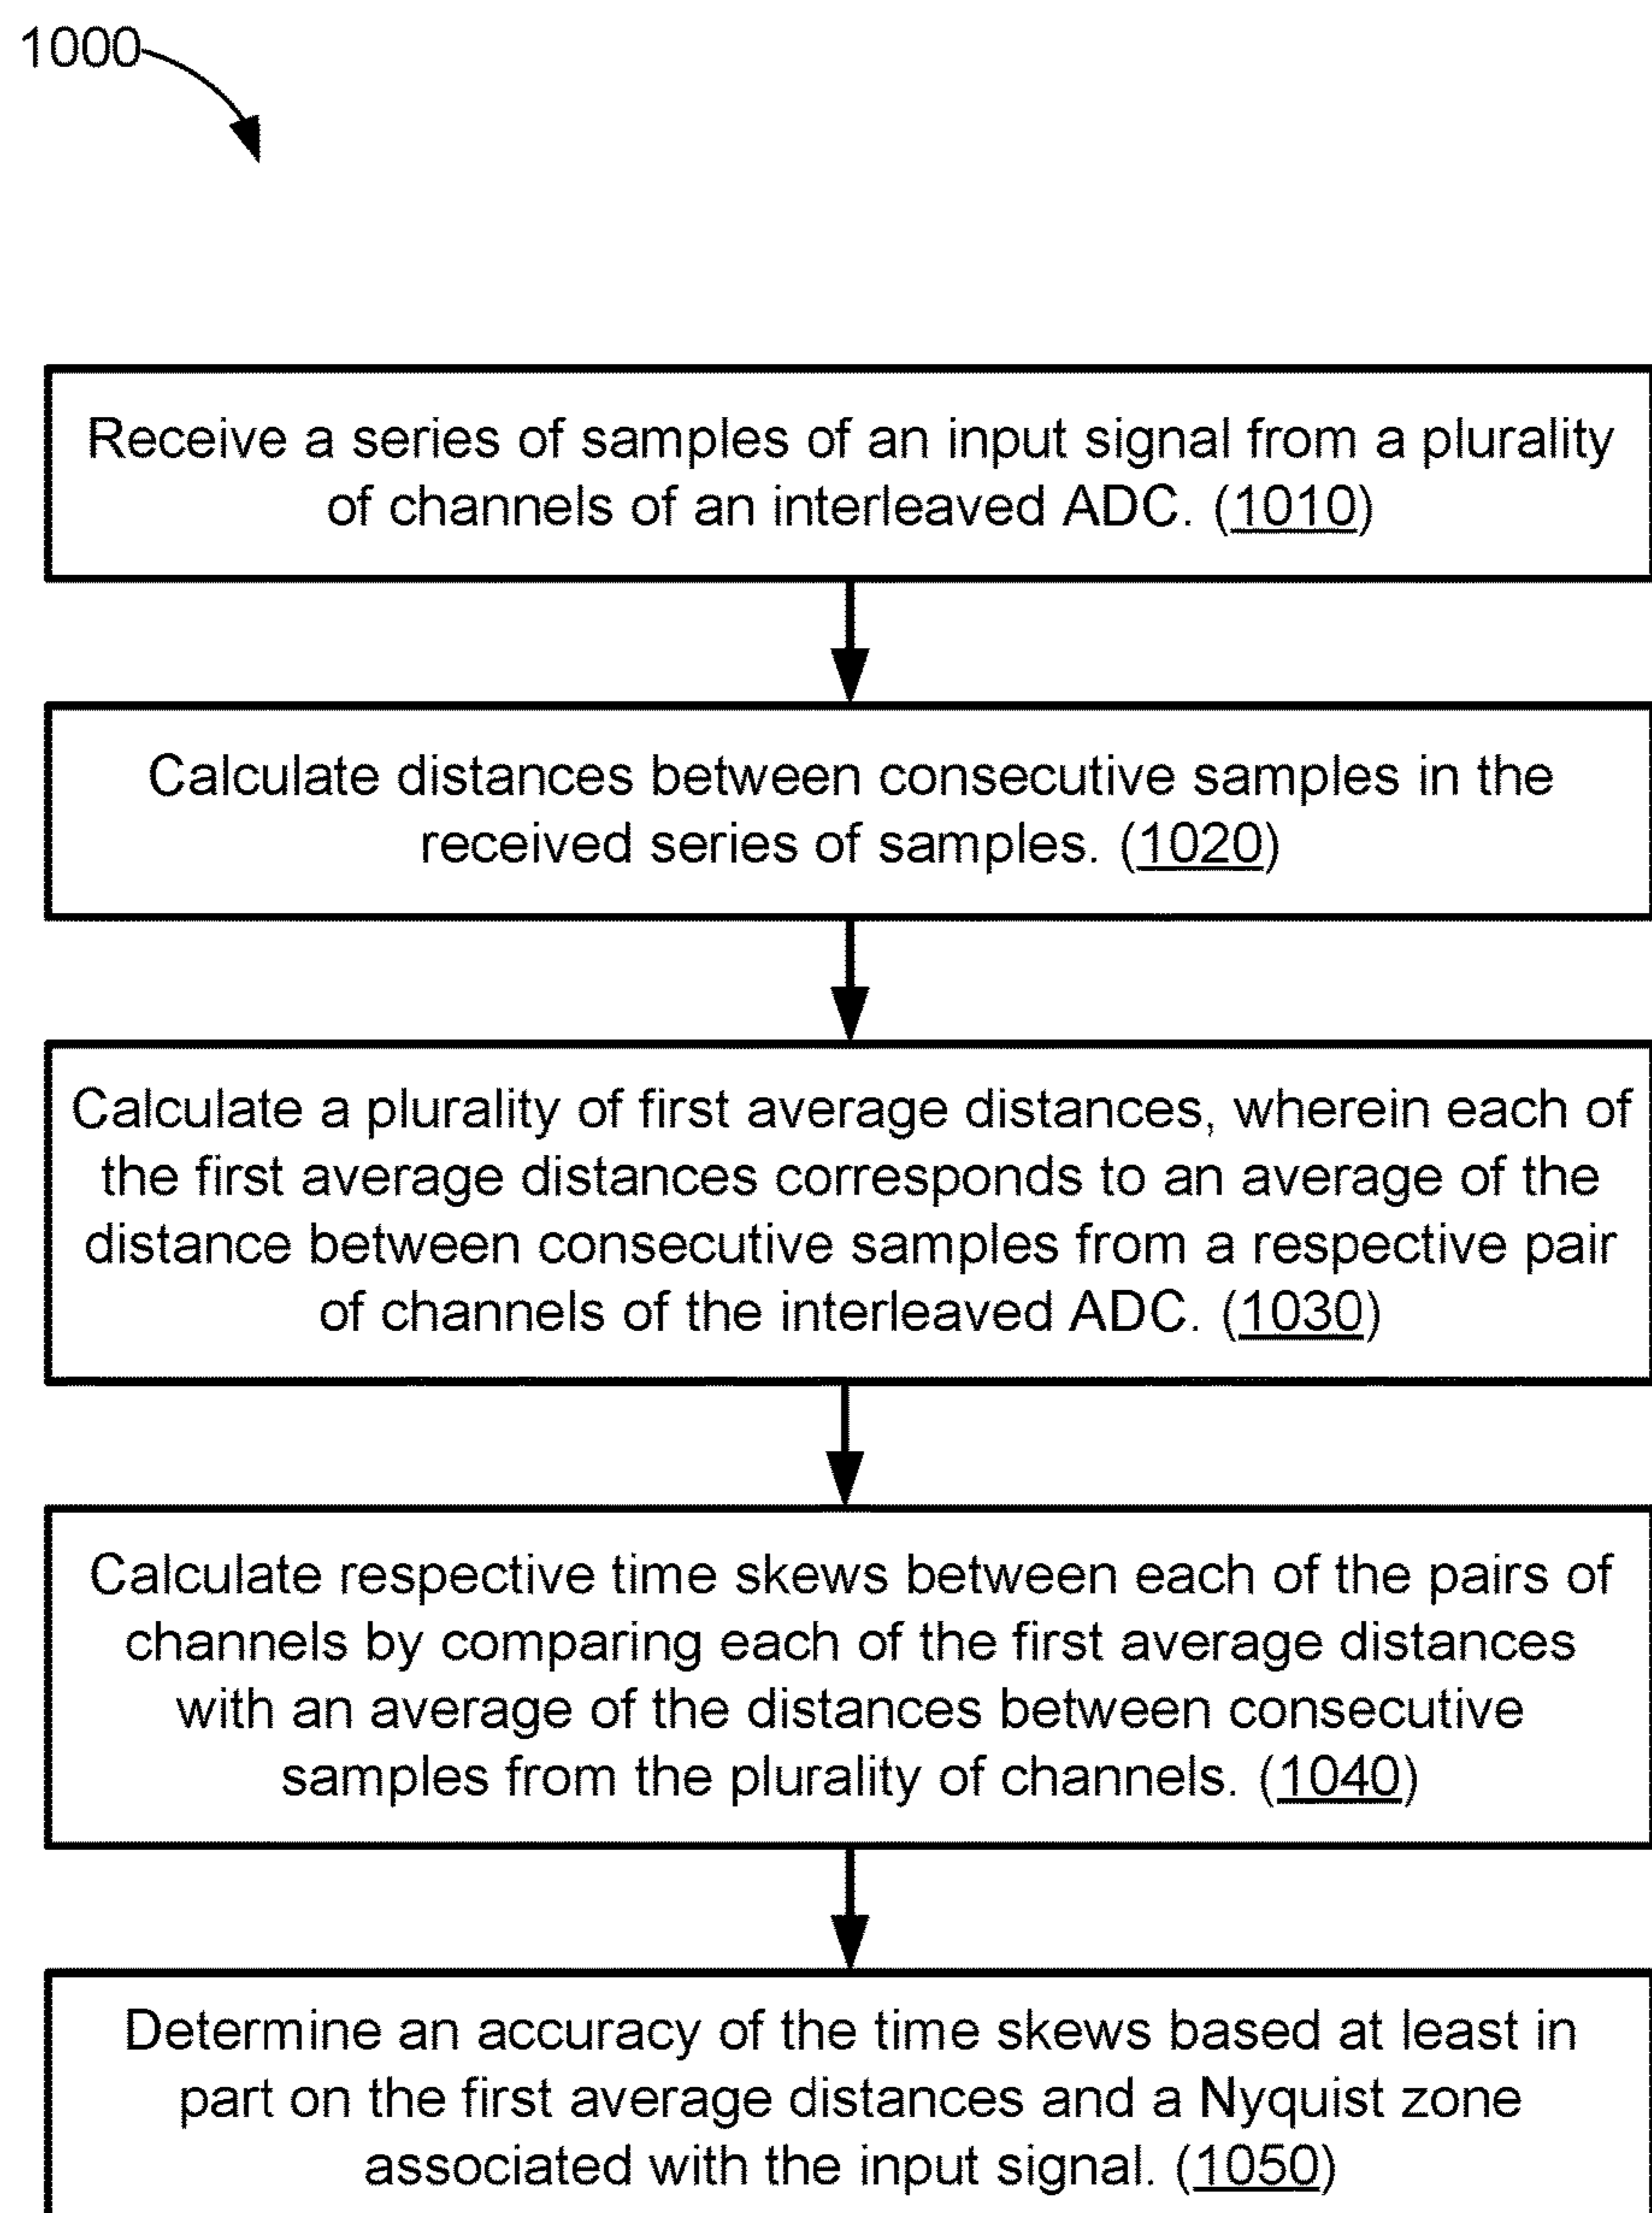 1000
Receive a series of samples of an input signal from a plurality
of channels of an interleaved ADC. (1010)
Calculate distances between consecutive samples in the
received series of samples. (1020)
Calculate a plurality of first average distances, wherein each of
the first average distances corresponds to an average of the
distance between consecutive samples from a respective pair
of channels of the interleaved ADC. (1030)
Calculate respective time skews between each of the pairs of
channels by comparing each of the first average distances
with an average of the distances between consecutive
samples from the plurality of channels. (1040)
Determine an accuracy of the time skews based at least in
part on the first average distances and a Nyquist zone
associated with the input signal. (1050)